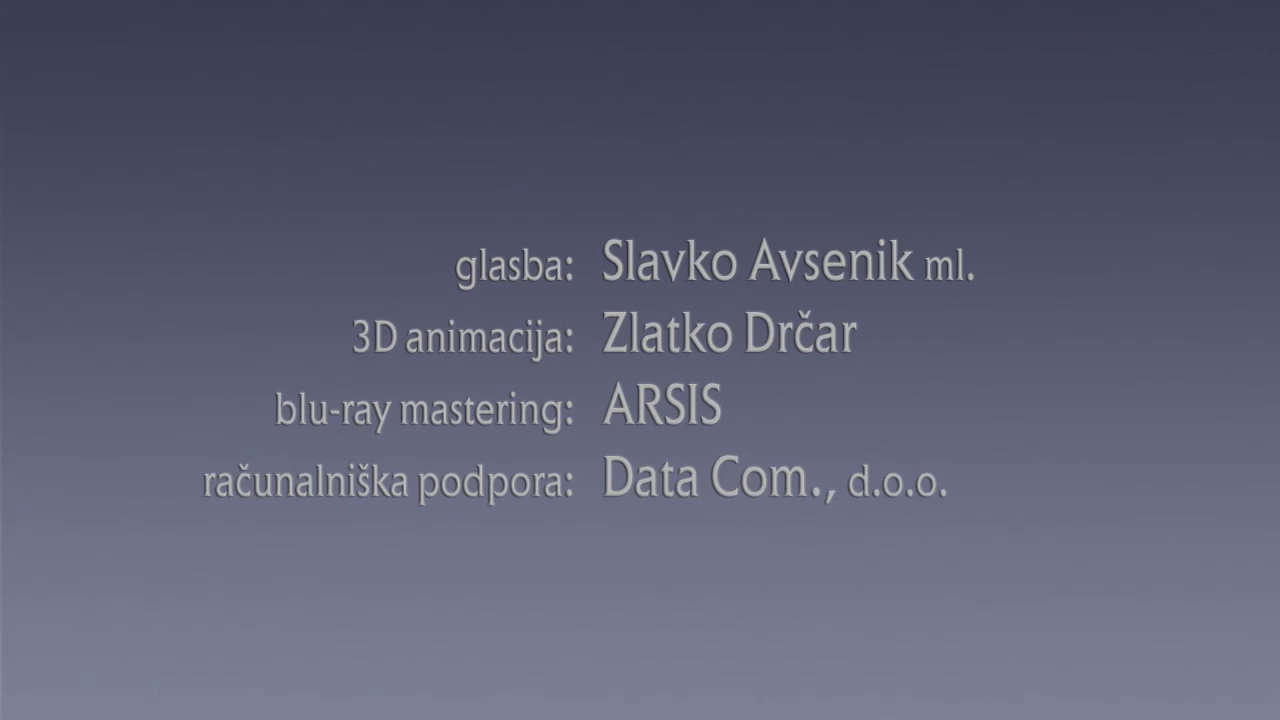 glasba: Slavko Avsenik ml.
3D animacija: Zlatko Drčar
blu-ray mastering: ARSIS
računalniška podpora: Data Com., d.o.o.